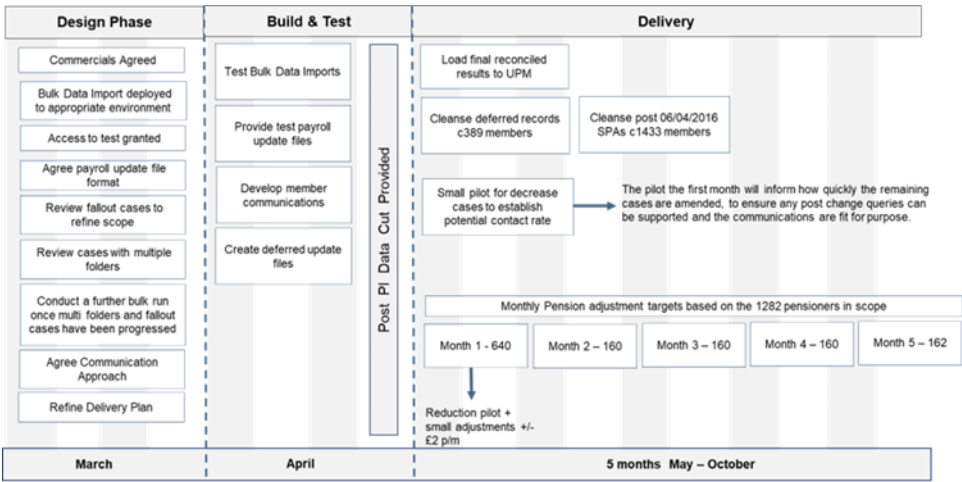 Design Phase
Build & Test
Delivery
Commercials Agreed
Bulk Data Import deployed
to appropriate environment
Access to test granted
Agree payroll update file
format
Review fallout cases to
refine scope
Review cases with multiple
folders
Conduct a further bulk run
once multi folders and fallout
cases have been progressed
Agree Communication
Approach
Refine Delivery Plan
Test Bulk Data Imports
Provide test payroll
update files
Develop member
communications
Create deferred update
files
Post PI Data Cut Provided
Load final reconciled
results to UPM
Cleanse deferred records
c389 members
Cleanse post 06/04/2016
SPAs c1433 members
Small pilot for decrease
cases to establish
potential contact rate
The pilot the first month will inform how quickly the remaining
cases are amended, to ensure any post change queries can
be supported and the communications are fit for purpose.
Monthly Pension adjustment targets based on the 1282 pensioners in scope
Month 1 - 640
Month 2 – 160
Month 3 – 160
Month 4 – 160
Month 5 – 162
Reduction pilot +
small adjustments +/-
£2 p/m
March
April
5 months May – October